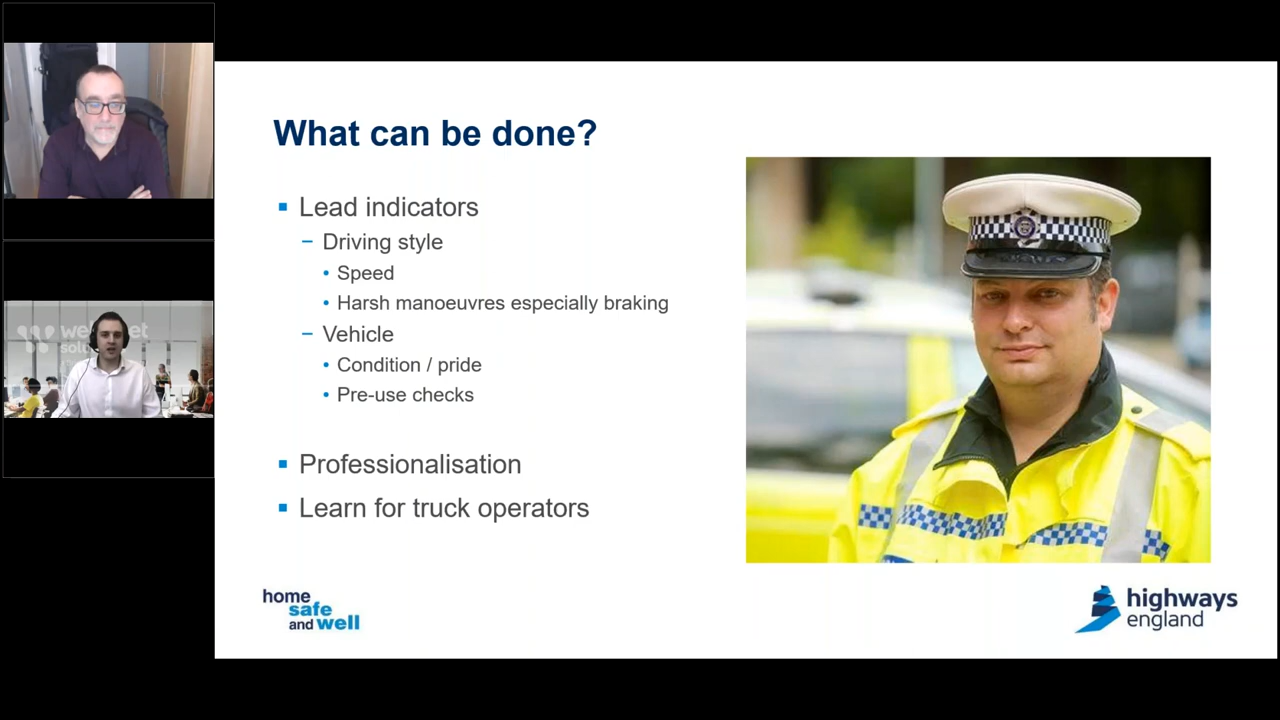 What can be done?
Lead indicators
Driving style
Speed
Harsh manoeuvres especially braking
Vehicle
Condition / pride
Pre-use checks
Professionalisation
Learn for truck operators
home
safe
and well
highways
england